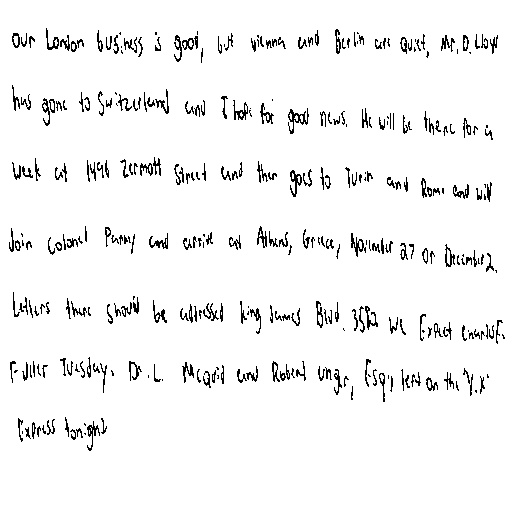 our London business is good, but vienna and Berlin are quiet, Mr. D. Lloyd
has gone to Switzerland and I hope for good news. He will be there for a
week at 1496 Zermott Street and then goes to Turin and Rome and will
Join Colonel Parry and arrive at Athens, Greece, November 27 or December 2.
Letters there should be addressed King James Blvd. 3580 we Expect Charles E.
Fuller Tuesday. Dr. L. McQuid and Robert unger, Esq., left on the "Y.X"
Express tonight